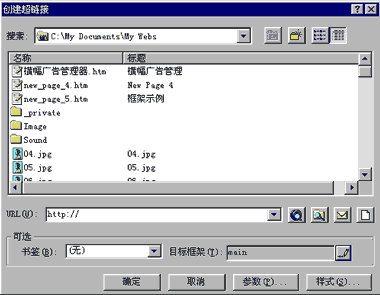 创建超链接
搜索: C:\My Documents\My Webs
名称 标题
横幅广告管理器.htm 横幅广告管理
new_page_4.htm New Page 4
new_page_5.htm 框架示例
_private
Image
Sound
04.jpg 04.jpg
05.jpg 05.jpg
URL(U): http://
可选
书签(B): (无) 目标框架(T): main
确定 取消 参数(P)... 样式(S)...